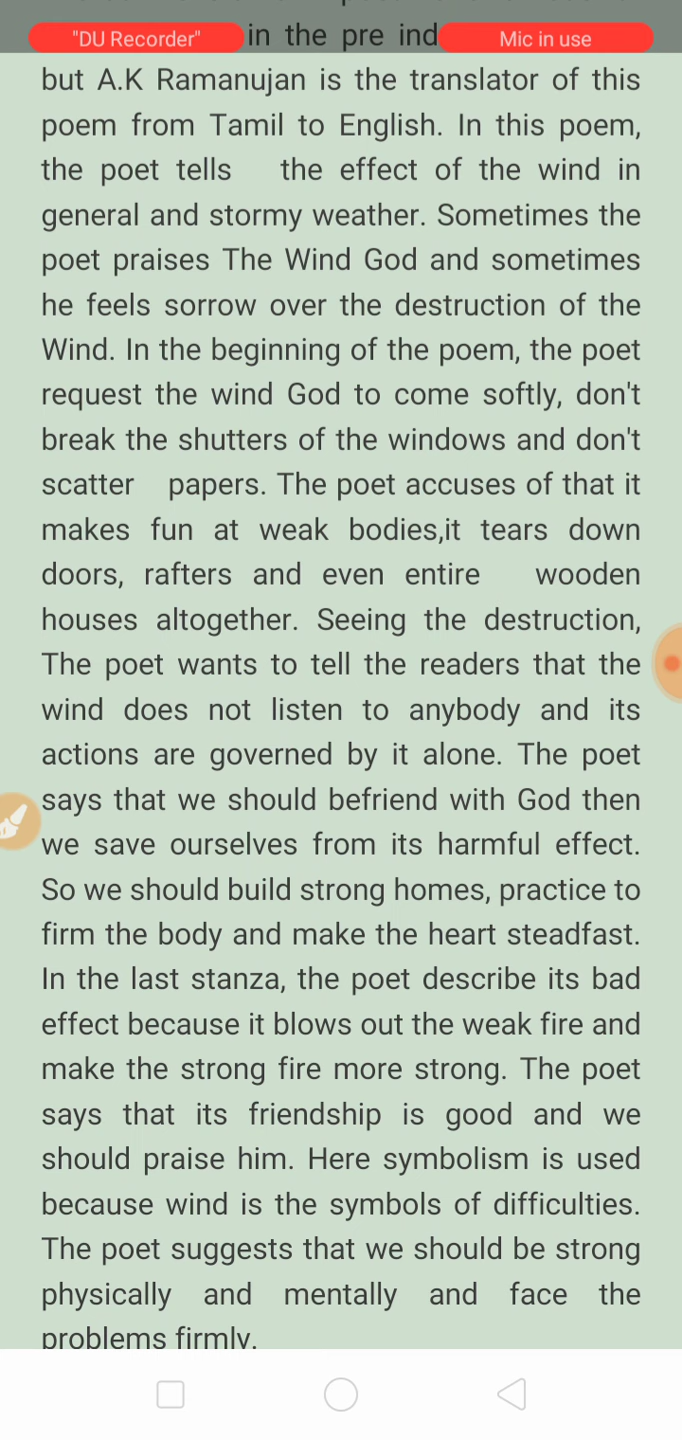 "DU Recorder" in the pre ind Mic in use
but A.K Ramanujan is the translator of this
poem from Tamil to English. In this poem,
the poet tells the effect of the wind in
general and stormy weather. Sometimes the
poet praises The Wind God and sometimes
he feels sorrow over the destruction of the
Wind. In the beginning of the poem, the poet
request the wind God to come softly, don't
break the shutters of the windows and don't
scatter papers. The poet accuses of that it
makes fun at weak bodies,it tears down
doors, rafters and even entire wooden
houses altogether. Seeing the destruction,
The poet wants to tell the readers that the
wind does not listen to anybody and its
actions are governed by it alone. The poet
says that we should befriend with God then
we save ourselves from its harmful effect.
So we should build strong homes, practice to
firm the body and make the heart steadfast.
In the last stanza, the poet describe its bad
effect because it blows out the weak fire and
make the strong fire more strong. The poet
says that its friendship is good and we
should praise him. Here symbolism is used
because wind is the symbols of difficulties.
The poet suggests that we should be strong
physically and mentally and face the
problems firmly.